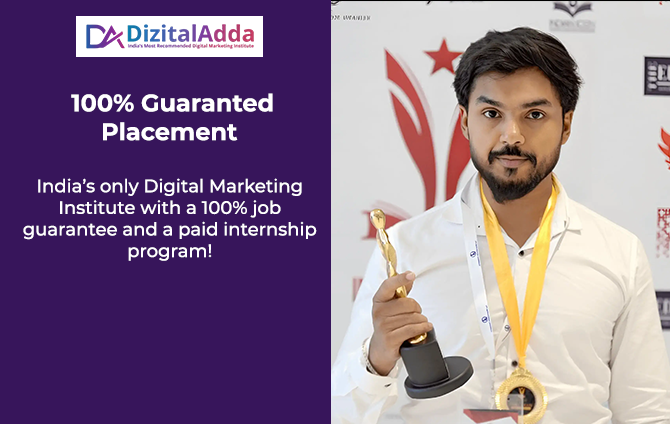 DA DizitalAdda
India's Most Recommended Digital Marketing Institute
100% Guaranted
Placement
India's only Digital Marketing
Institute with a 100% job
guarantee and a paid internship
program!